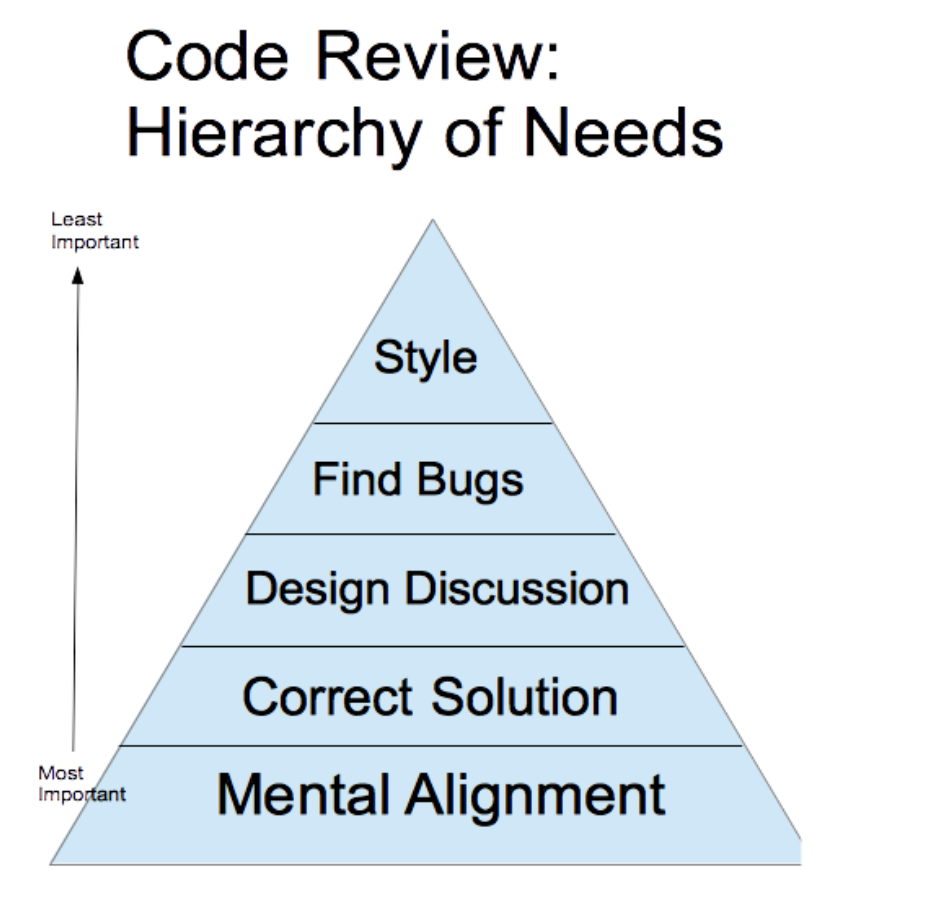 Code Review:
Hierarchy of Needs
Least
Important
Style
Find Bugs
Design Discussion
Correct Solution
Most
Important
Mental Alignment